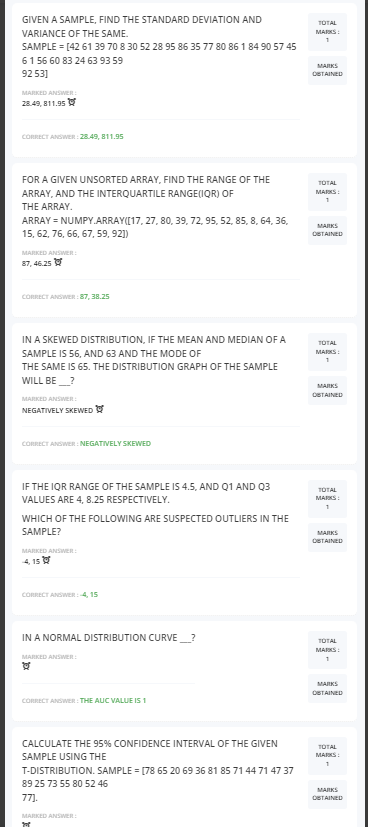 GIVEN A SAMPLE, FIND THE STANDARD DEVIATION AND
VARIANCE OF THE SAME.
SAMPLE = [42 61 39 70 8 30 52 28 95 86 35 77 80 86 1 84 90 57 45
6 1 56 60 83 24 63 93 59
92 53]
TOTAL
MARKS :
1
MARKS
OBTAINED
MARKED ANSWER :
28.49, 811.95
CORRECT ANSWER : 28.49, 811.95
FOR A GIVEN UNSORTED ARRAY, FIND THE RANGE OF THE
ARRAY, AND THE INTERQUARTILE RANGE(IQR) OF
THE ARRAY.
ARRAY = NUMPY.ARRAY([17, 27, 80, 39, 72, 95, 52, 85, 8, 64, 36,
15, 62, 76, 66, 67, 59, 92])
TOTAL
MARKS :
1
MARKS
OBTAINED
MARKED ANSWER :
87, 46.25
CORRECT ANSWER : 87, 38.25
IN A SKEWED DISTRIBUTION, IF THE MEAN AND MEDIAN OF A
SAMPLE IS 56, AND 63 AND THE MODE OF
THE SAME IS 65. THE DISTRIBUTION GRAPH OF THE SAMPLE
WILL BE ___?
TOTAL
MARKS :
1
MARKS
OBTAINED
MARKED ANSWER :
NEGATIVELY SKEWED
CORRECT ANSWER : NEGATIVELY SKEWED
IF THE IQR RANGE OF THE SAMPLE IS 4.5, AND Q1 AND Q3
VALUES ARE 4, 8.25 RESPECTIVELY.
WHICH OF THE FOLLOWING ARE SUSPECTED OUTLIERS IN THE
SAMPLE?
TOTAL
MARKS :
1
MARKS
OBTAINED
MARKED ANSWER :
-4, 15
CORRECT ANSWER : -4, 15
IN A NORMAL DISTRIBUTION CURVE ___?
TOTAL
MARKS :
1
MARKS
OBTAINED
MARKED ANSWER :
CORRECT ANSWER : THE AUC VALUE IS 1
CALCULATE THE 95% CONFIDENCE INTERVAL OF THE GIVEN
SAMPLE USING THE
T-DISTRIBUTION. SAMPLE = [78 65 20 69 36 81 85 71 44 71 47 37
89 25 73 55 80 52 46
77].
TOTAL
MARKS :
1
MARKS
OBTAINED
MARKED ANSWER :